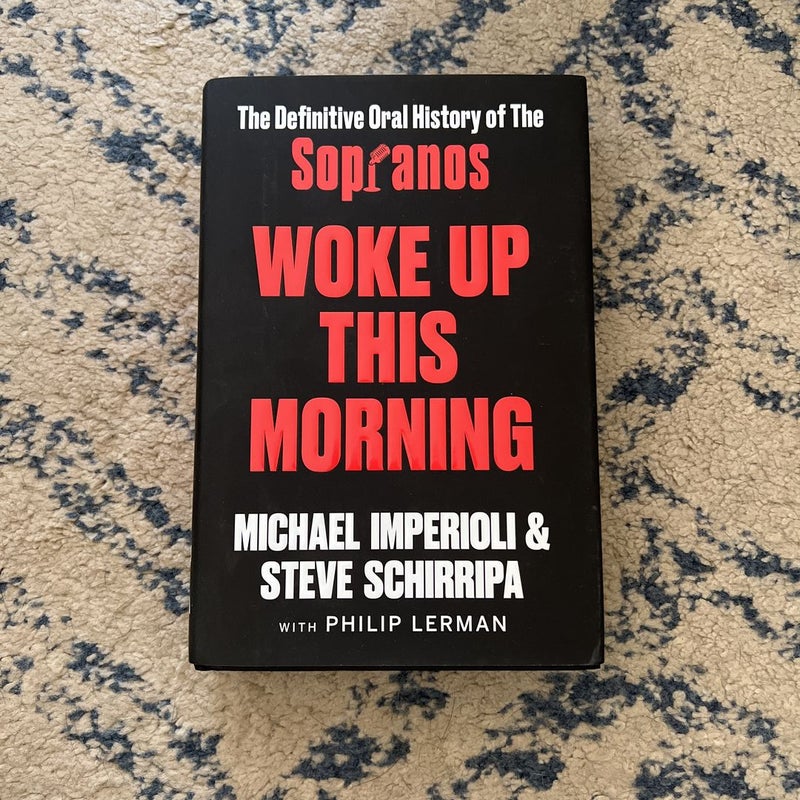 The Definitive Oral History of The
Sopranos
WOKE UP
THIS
MORNING
MICHAEL IMPERIOLI &
STEVE SCHIRRIPA
WITH PHILIP LERMAN